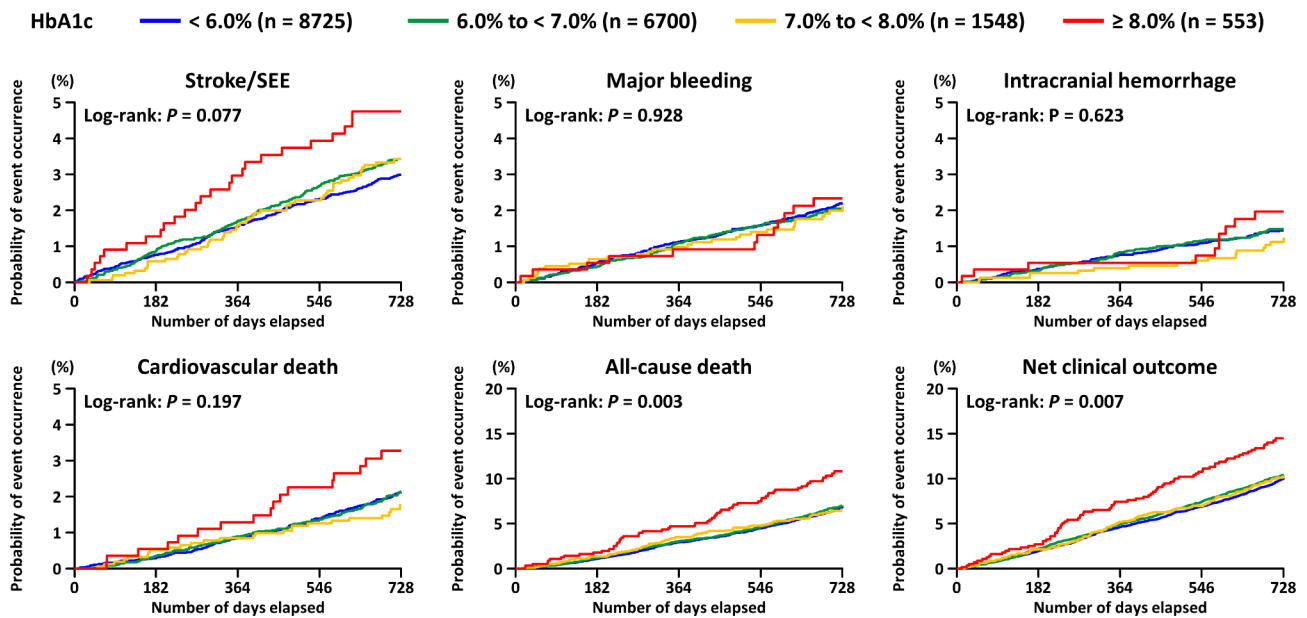 HbA1c < 6.0% (n = 8725) 6.0% to < 7.0% (n = 6700) 7.0% to < 8.0% (n = 1548) ≥ 8.0% (n = 553)
(%) Stroke/SEE
Log-rank: P = 0.077
Probability of event occurrence
5
4
3
2
1
0
0 182 364 546 728
Number of days elapsed
(%) Major bleeding
Log-rank: P = 0.928
Probability of event occurrence
5
4
3
2
1
0
0 182 364 546 728
Number of days elapsed
(%) Intracranial hemorrhage
Log-rank: P = 0.623
Probability of event occurrence
5
4
3
2
1
0
0 182 364 546 728
Number of days elapsed
(%) Cardiovascular death
Log-rank: P = 0.197
Probability of event occurrence
5
4
3
2
1
0
0 182 364 546 728
Number of days elapsed
(%) All-cause death
Log-rank: P = 0.003
Probability of event occurrence
20
15
10
5
0
0 182 364 546 728
Number of days elapsed
(%) Net clinical outcome
Log-rank: P = 0.007
Probability of event occurrence
20
15
10
5
0
0 182 364 546 728
Number of days elapsed